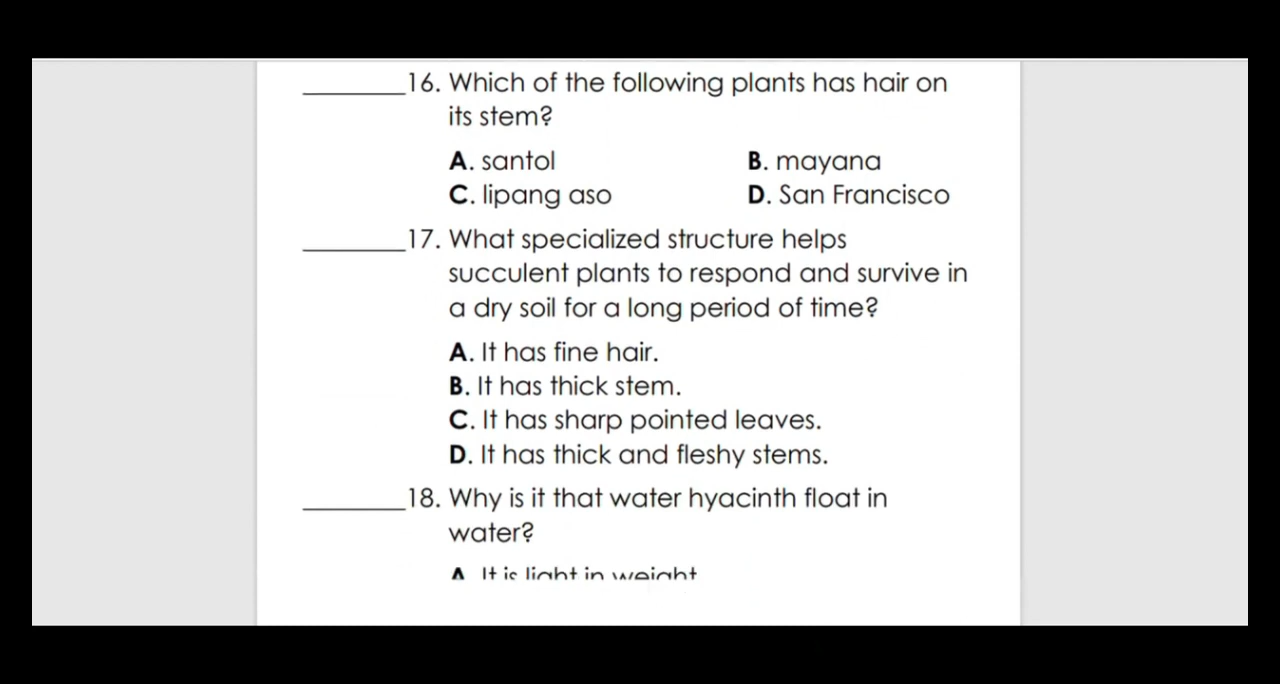 ________16. Which of the following plants has hair on
its stem?
A. santol B. mayana
C. lipang aso D. San Francisco
________17. What specialized structure helps
succulent plants to respond and survive in
a dry soil for a long period of time?
A. It has fine hair.
B. It has thick stem.
C. It has sharp pointed leaves.
D. It has thick and fleshy stems.
________18. Why is it that water hyacinth float in
water?
A. It is light in weight